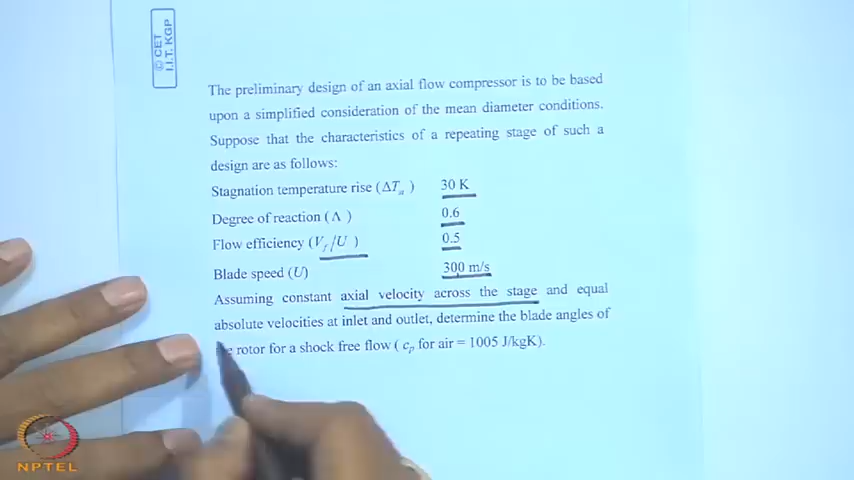 © CET
I.I.T. KGP
The preliminary design of an axial flow compressor is to be based
upon a simplified consideration of the mean diameter conditions.
Suppose that the characteristics of a repeating stage of such a
design are as follows:
Stagnation temperature rise (ΔTst) 30 K
Degree of reaction (Λ) 0.6
Flow efficiency (Vf/U) 0.5
Blade speed (U) 300 m/s
Assuming constant axial velocity across the stage and equal
absolute velocities at inlet and outlet, determine the blade angles of
rotor for a shock free flow ( cp for air = 1005 J/kgK).
NPTEL